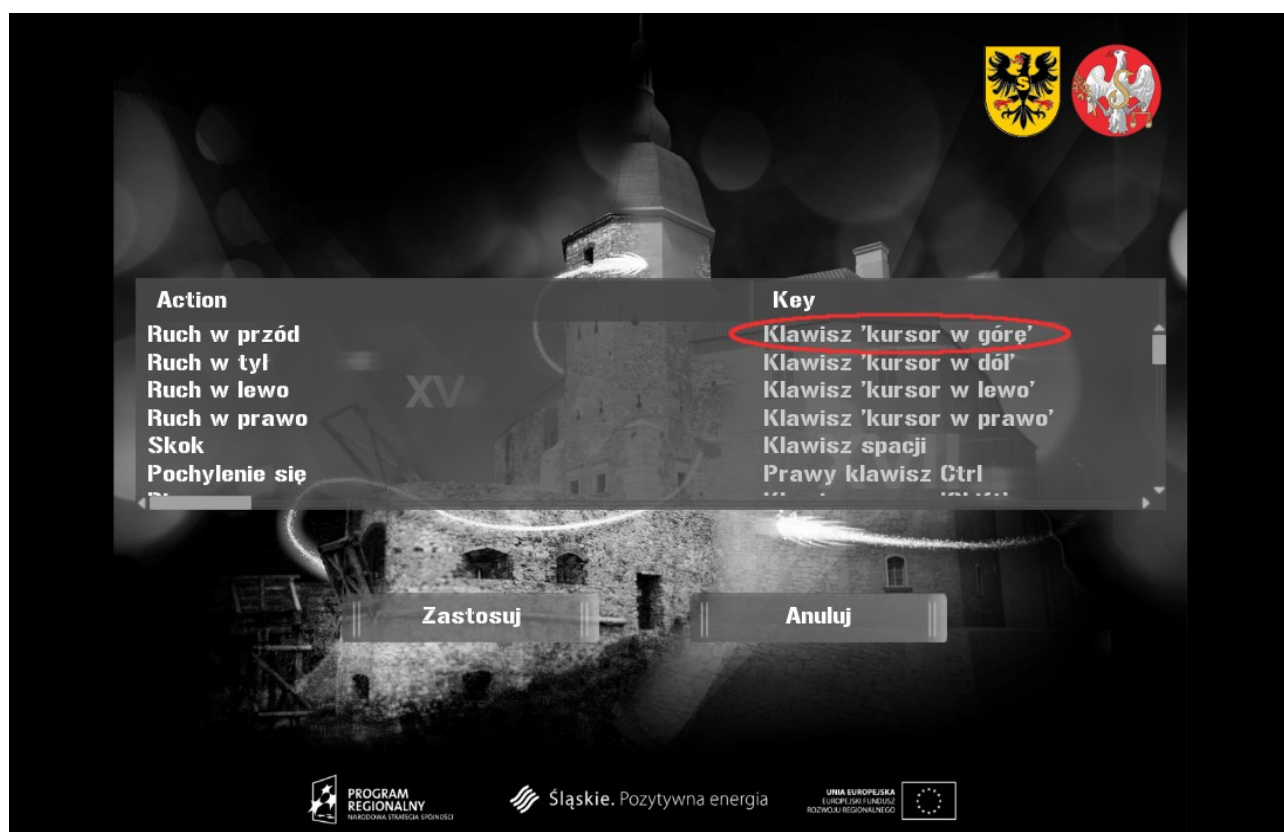 S
S
Action Key
Ruch w przód Klawisz 'kursor w górę'
Ruch w tył Klawisz 'kursor w dół'
Ruch w lewo Klawisz 'kursor w lewo'
Ruch w prawo Klawisz 'kursor w prawo'
Skok Klawisz spacji
Pochylenie się Prawy klawisz Ctrl
XV
Zastosuj Anuluj
PROGRAM
REGIONALNY
NARODOWA STRATEGIA SPÓJNOŚCI
Śląskie. Pozytywna energia
UNIA EUROPEJSKA
EUROPEJSKI FUNDUSZ
ROZWOJU REGIONALNEGO